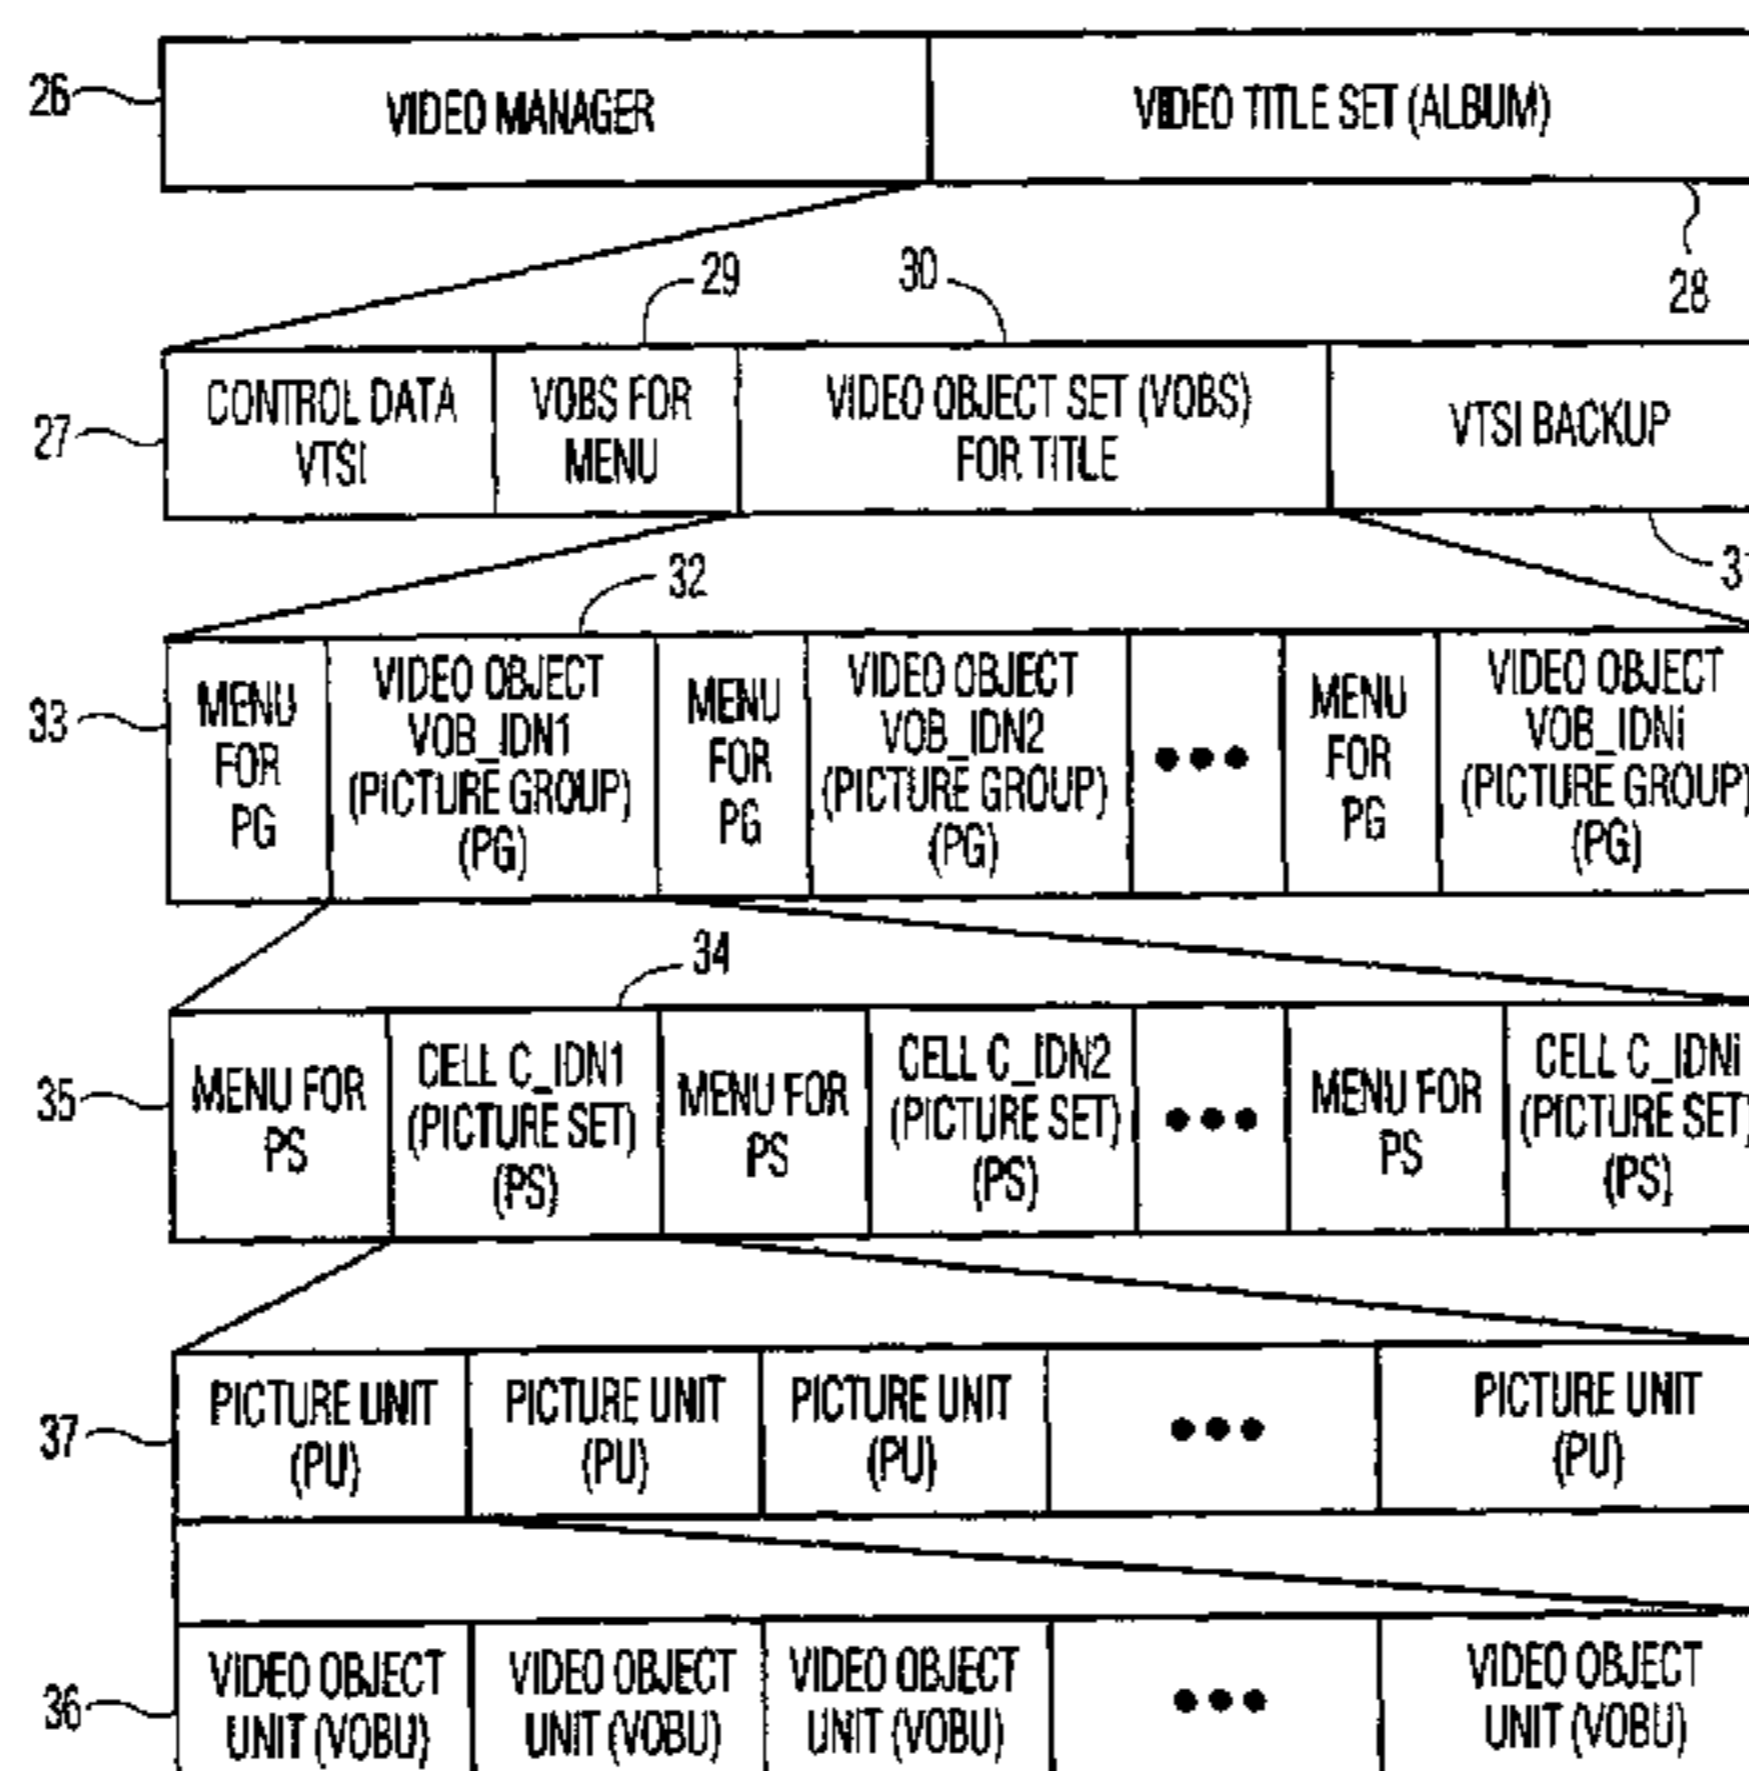 26
VIDEO MANAGER
VIDEO TITLE SET (ALBUM)
28
29
30
27
CONTROL DATA
VTSI
VOBS FOR
MENU
VIDEO OBJECT SET (VOBS)
FOR TITLE
VTSI BACKUP
32
33
MENU
FOR
PG
VIDEO OBJECT
VOB_IDN1
(PICTURE GROUP)
(PG)
MENU
FOR
PG
VIDEO OBJECT
VOB_IDN2
(PICTURE GROUP)
(PG)
•••
MENU
FOR
PG
VIDEO OBJECT
VOB_IDNi
(PICTURE GROUP)
(PG)
34
35
MENU FOR
PS
CELL C_IDN1
(PICTURE SET)
(PS)
MENU FOR
PS
CELL C_IDN2
(PICTURE SET)
(PS)
•••
MENU FOR
PS
CELL C_IDNi
(PICTURE SET)
(PS)
37
PICTURE UNIT
(PU)
PICTURE UNIT
(PU)
PICTURE UNIT
(PU)
•••
PICTURE UNIT
(PU)
36
VIDEO OBJECT
UNIT (VOBU)
VIDEO OBJECT
UNIT (VOBU)
VIDEO OBJECT
UNIT (VOBU)
•••
VIDEO OBJECT
UNIT (VOBU)